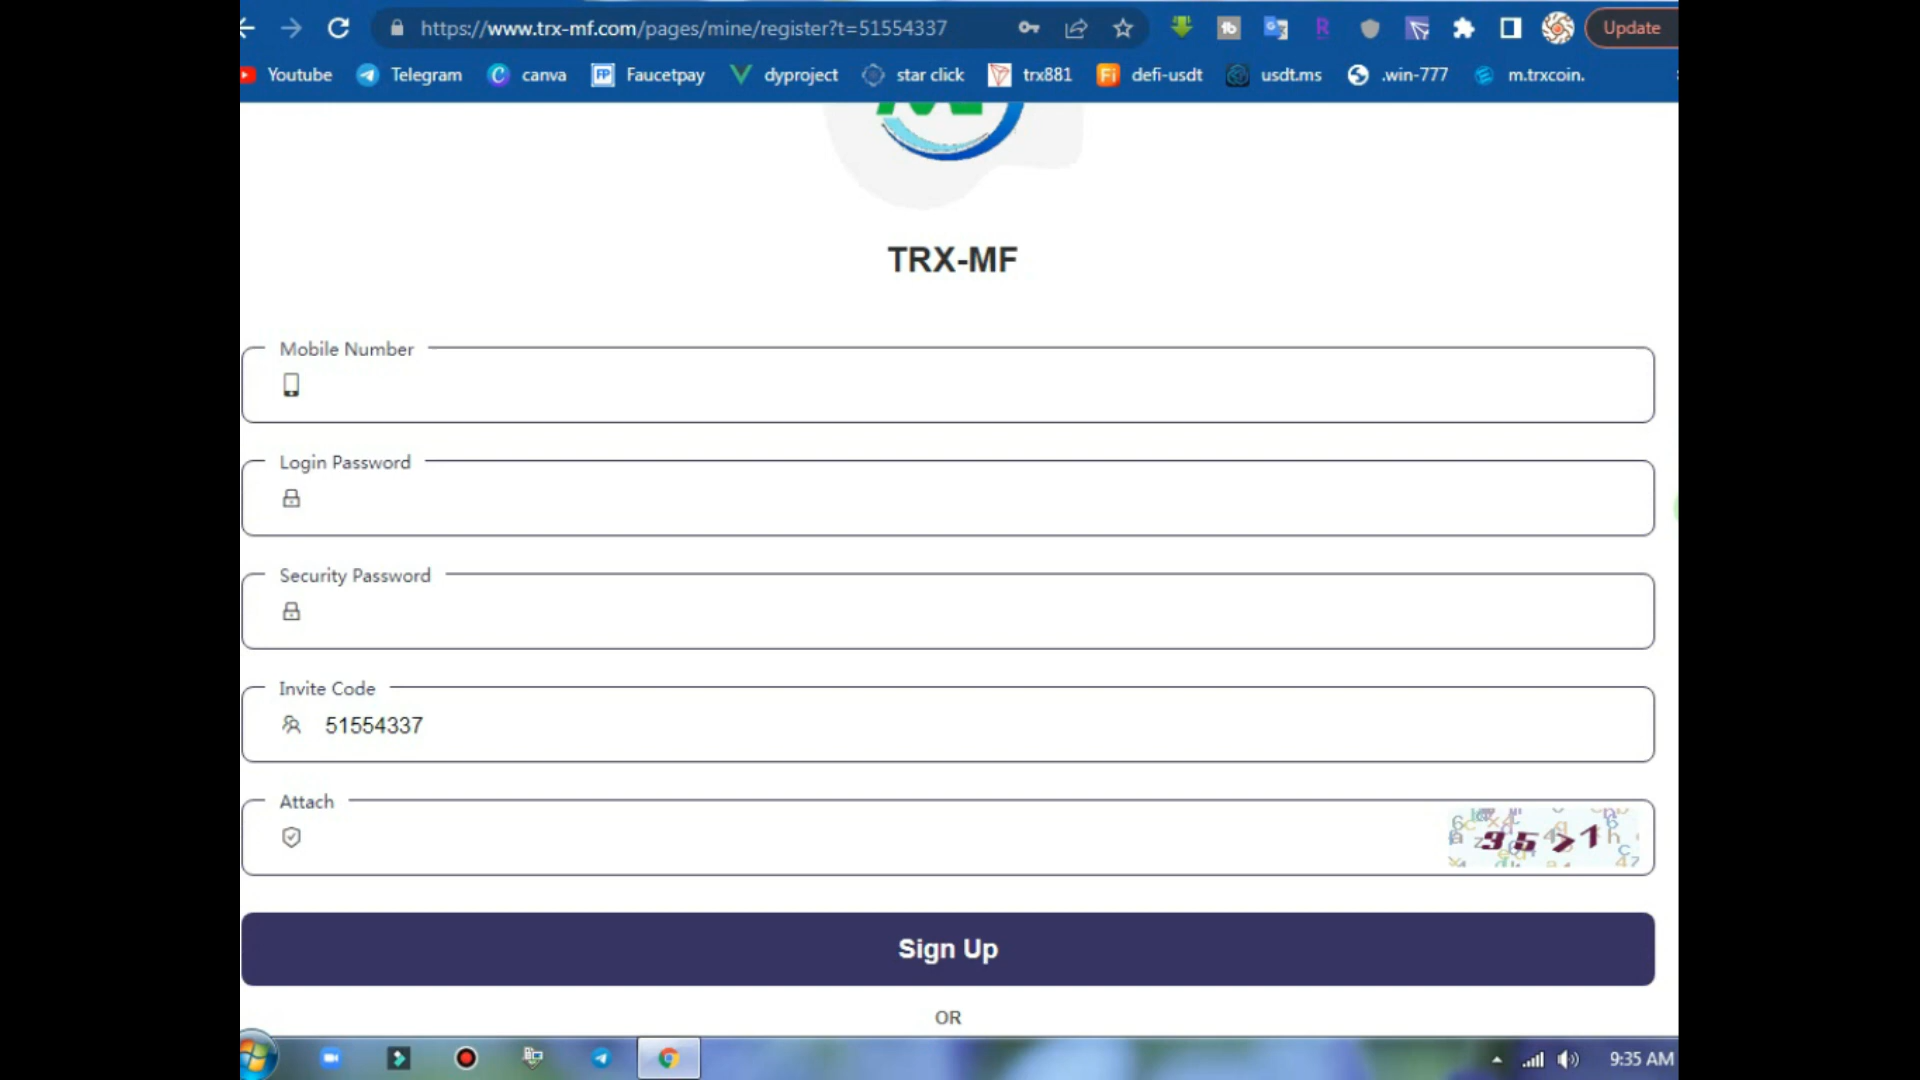 https://www.trx-mf.com/pages/mine/register?t=51554337
Update
Youtube
Telegram
canva
Faucetpay
dyproject
star click
trx881
defi-usdt
usdt.ms
.win-777
m.trxcoin.
TRX-MF
Mobile Number
Login Password
Security Password
Invite Code
51554337
Attach
Sign Up
OR
9:35 AM